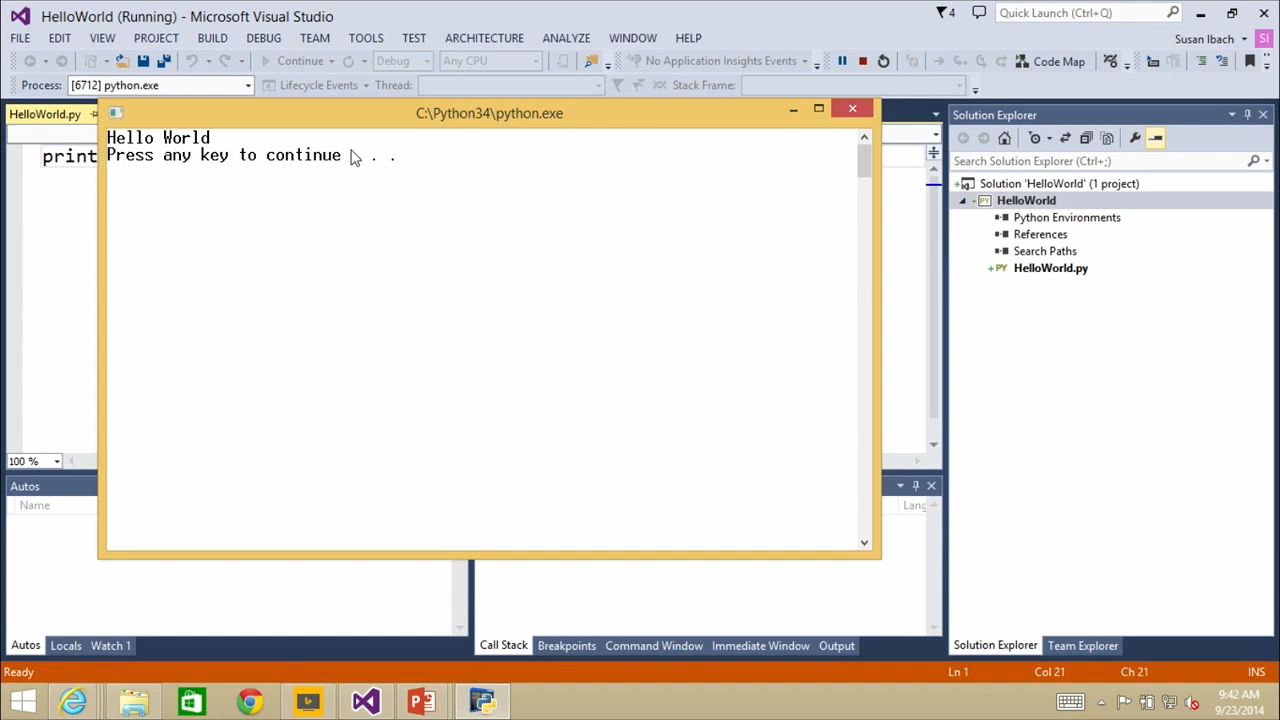 HelloWorld (Running) - Microsoft Visual Studio
4
Quick Launch (Ctrl+Q)
FILE EDIT VIEW PROJECT BUILD DEBUG TEAM TOOLS TEST ARCHITECTURE ANALYZE WINDOW HELP
Susan Ibach
SI
Continue
Debug
Any CPU
No Application Insights Events
Code Map
Process: [6712] python.exe
Lifecycle Events
Thread:
Stack Frame:
HelloWorld.py
C:\Python34\python.exe
print
Hello World
Press any key to continue . . .
Solution Explorer
Search Solution Explorer (Ctrl+;)
Solution 'HelloWorld' (1 project)
PY HelloWorld
Python Environments
References
Search Paths
PY HelloWorld.py
100 %
Autos
Name
Lang
Autos Locals Watch 1
Call Stack Breakpoints Command Window Immediate Window Output
Solution Explorer Team Explorer
Ready
Ln 1 Col 21 Ch 21 INS
9:42 AM
9/23/2014